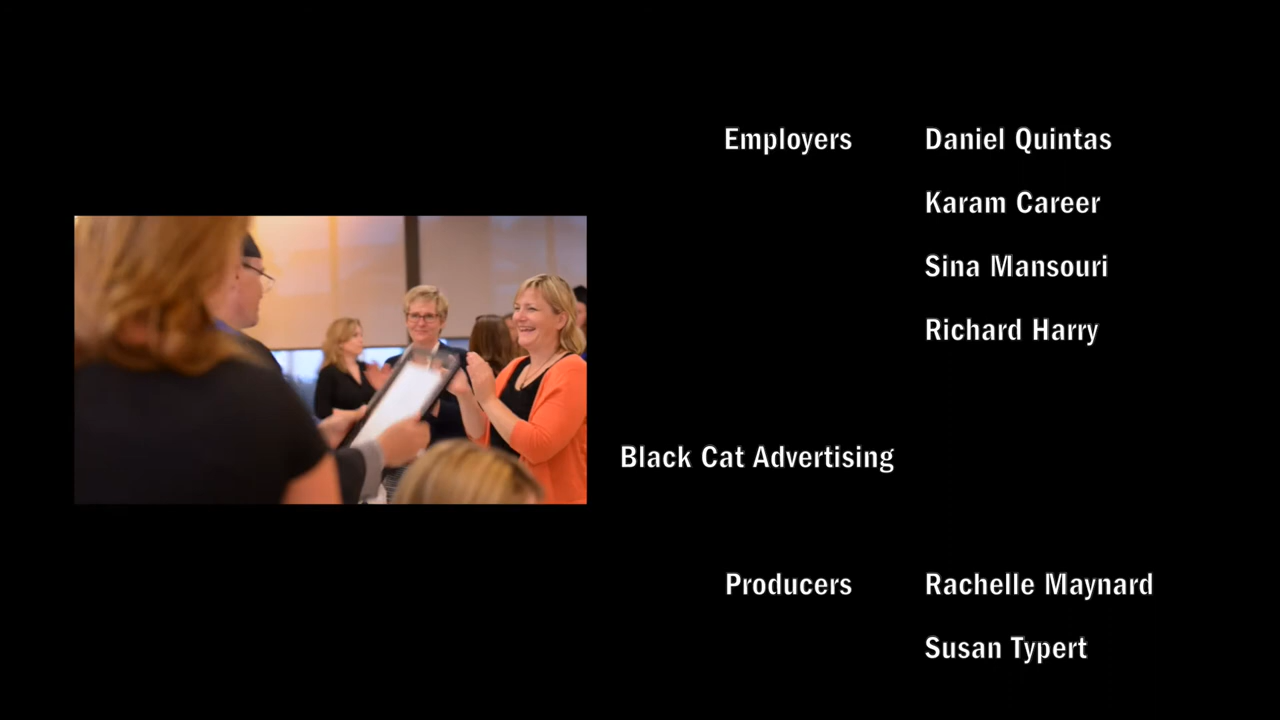 Employers Daniel Quintas
Karam Career
Sina Mansouri
Richard Harry
Black Cat Advertising
Producers Rachelle Maynard
Susan Typert